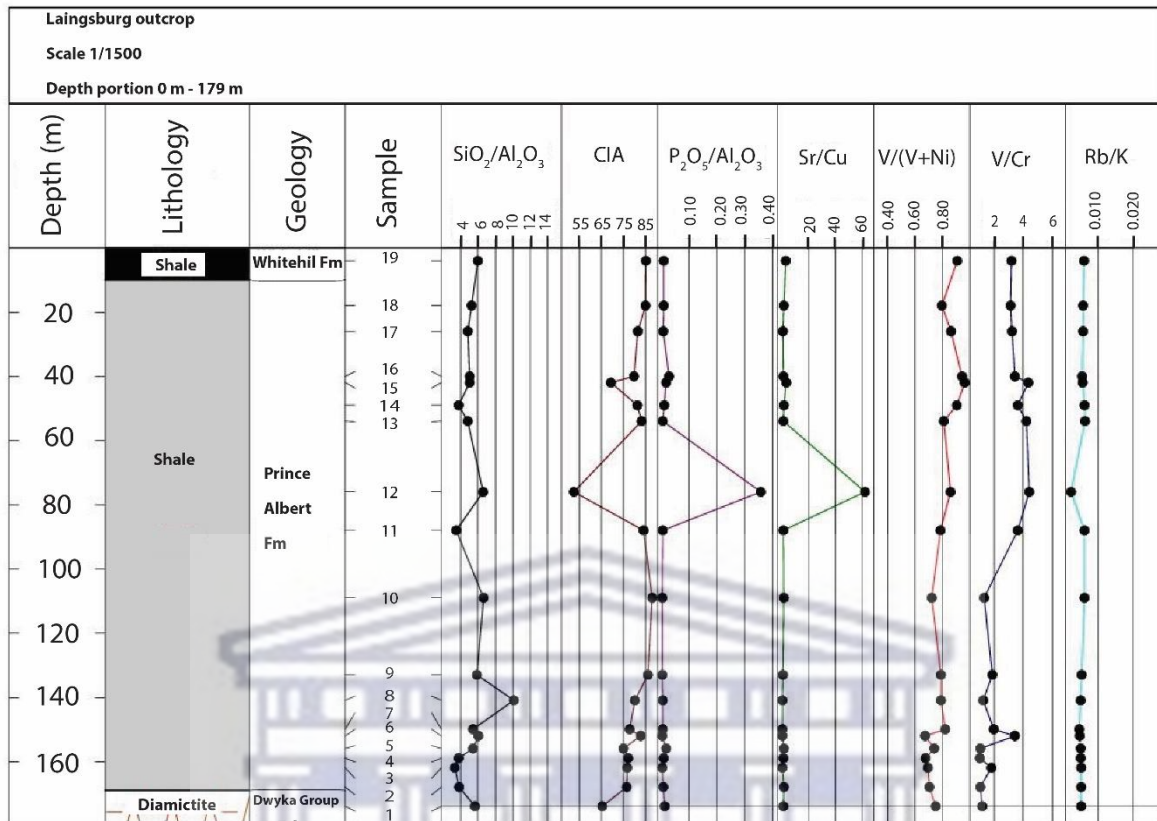 Laingsburg outcrop
Scale 1/1500
Depth portion 0 m - 179 m
Depth (m)
Lithology
Geology
Sample
SiO₂/Al₂O₃
CIA
P₂O₅/Al₂O₃
Sr/Cu
V/(V+Ni)
V/Cr
Rb/K
4 6 8 10 12 14
55 65 75 85
0.10 0.20 0.30 0.40
20 40 60
0.40 0.60 0.80
2 4 6
0.010 0.020
Shale
Whitehil Fm
19
20
18
17
40
16
15
14
13
60
Shale
Prince
Albert
Fm
12
80
11
100
10
120
9
140
8
7
6
5
160
4
3
2
Diamictite
Dwyka Group
1